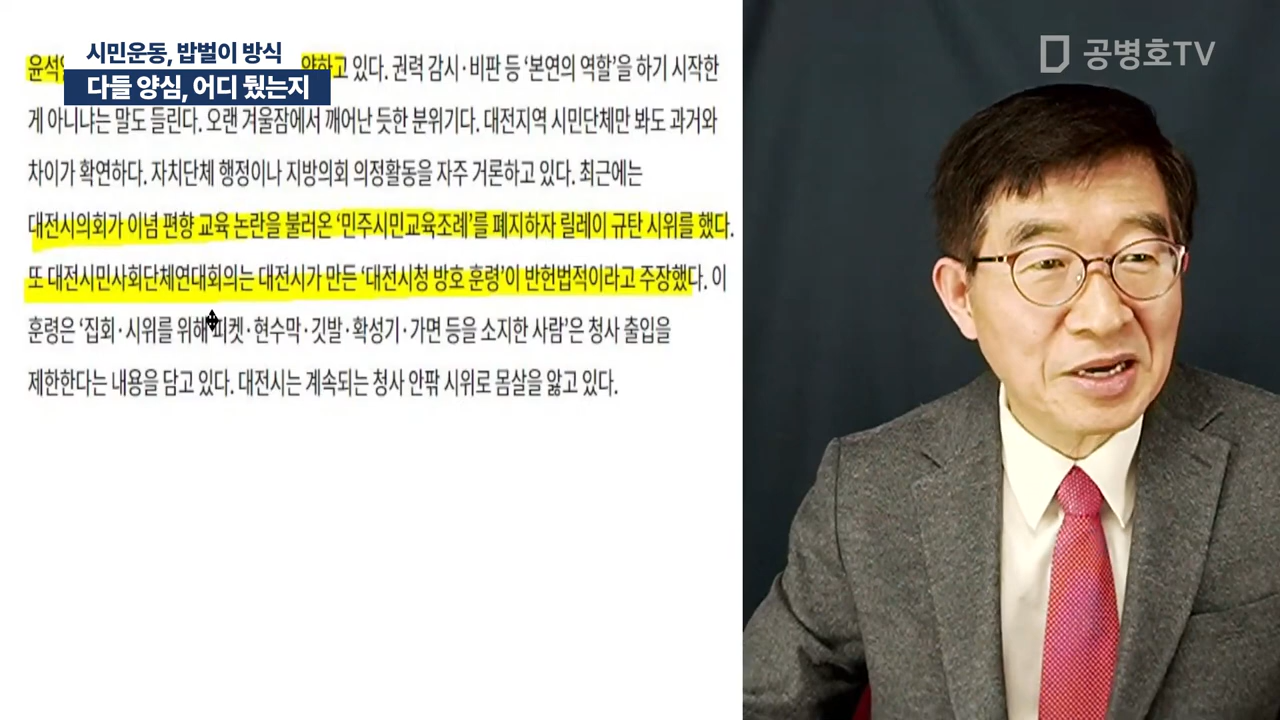 시민운동, 밥벌이 방식
다들 양심, 어디 뒀는지
공병호TV
윤석 하고 있다. 권력 감시·비판 등 ‘본연의 역할’을 하기 시작한
게 아니냐는 말도 들린다. 오랜 겨울잠에서 깨어난 듯한 분위기다. 대전지역 시민단체만 봐도 과거와
차이가 확연하다. 자치단체 행정이나 지방의회 의정활동을 자주 거론하고 있다. 최근에는
대전시의회가 이념 편향 교육 논란을 불러온 ‘민주시민교육조례’를 폐지하자 릴레이 규탄 시위를 했다.
또 대전시민사회단체연대회의는 대전시가 만든 ‘대전시청 방호 훈령’이 반헌법적이라고 주장했다. 이
훈령은 ‘집회·시위를 위해 피켓·현수막·깃발·확성기·가면 등을 소지한 사람’은 청사 출입을
제한한다는 내용을 담고 있다. 대전시는 계속되는 청사 안팎 시위로 몸살을 앓고 있다.